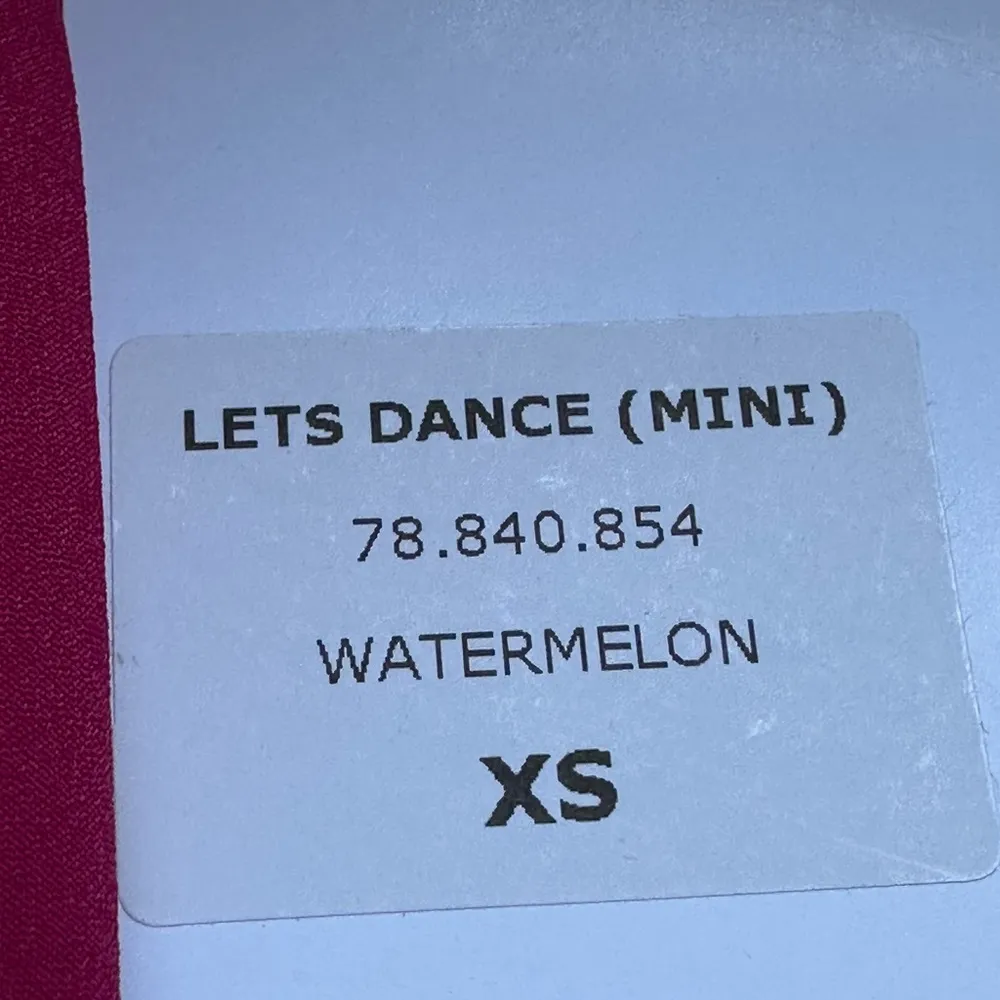 LETS DANCE (MINI)
78.840.854
WATERMELON
XS